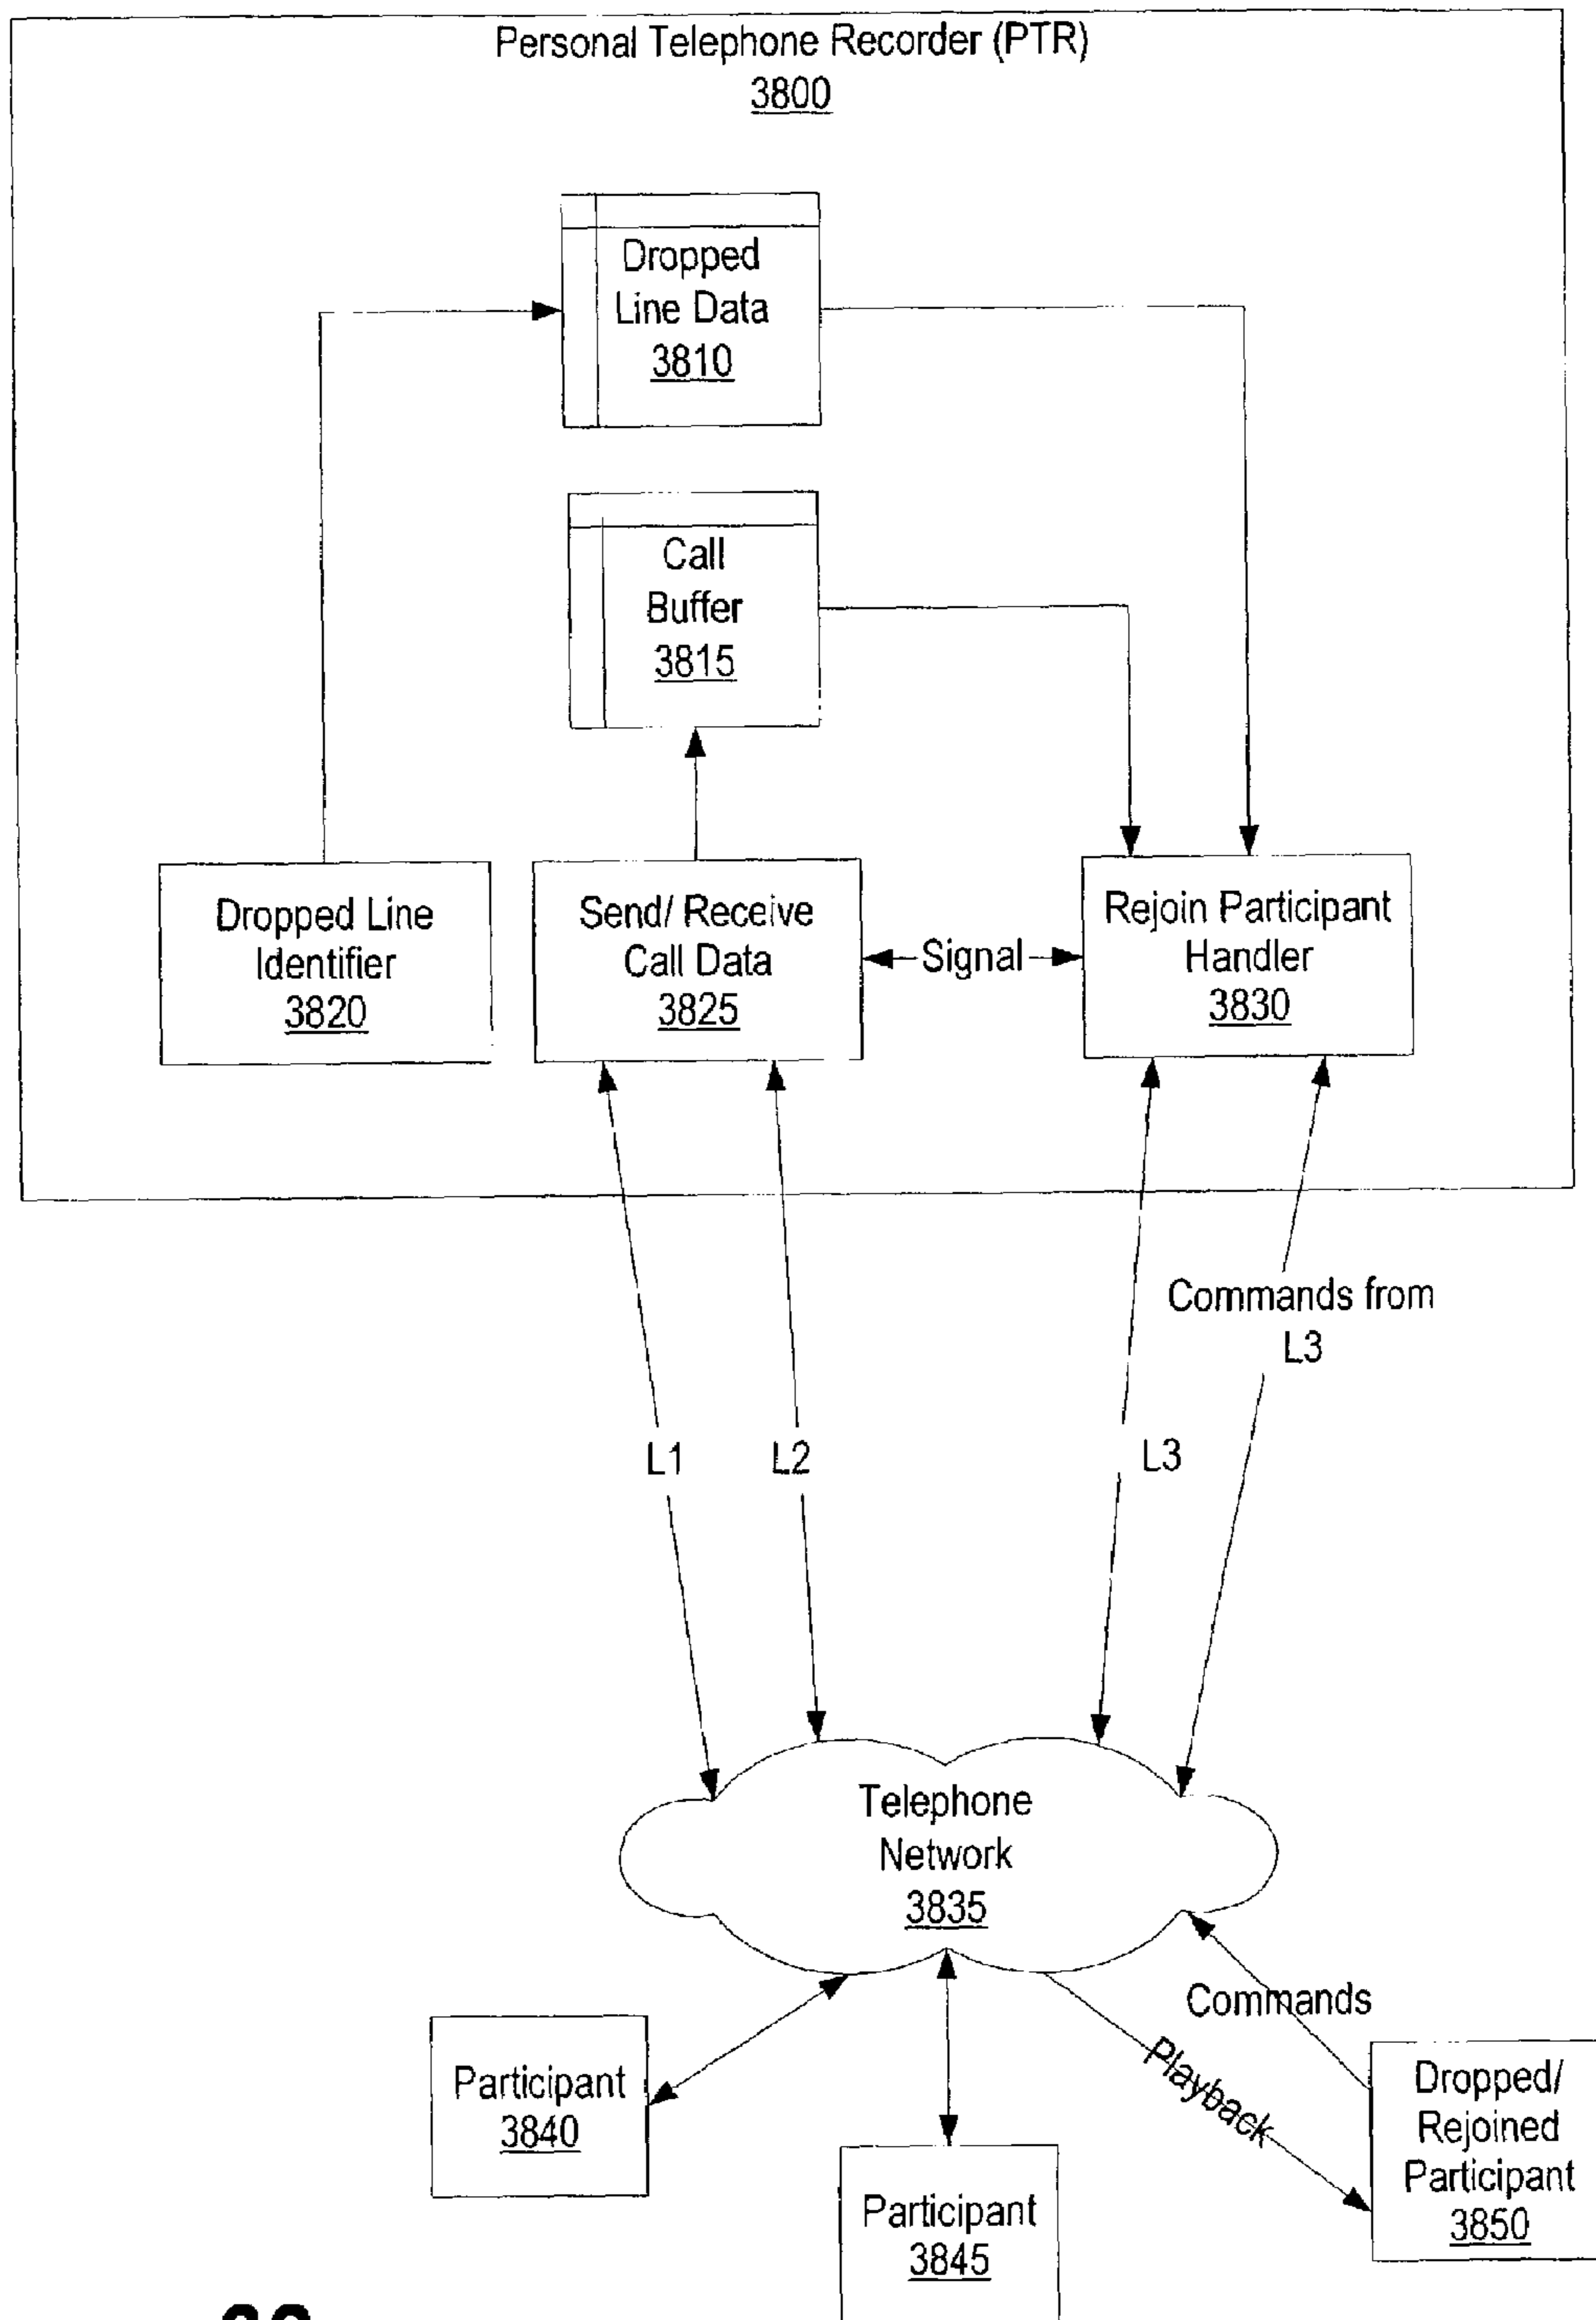 Personal Telephone Recorder (PTR)
3800
Dropped
Line Data
3810
Call
Buffer
3815
Dropped Line
Identifier
3820
Send/ Receive
Call Data
3825
Signal
Rejoin Participant
Handler
3830
Commands from
L3
L1
L2
L3
Telephone
Network
3835
Commands
Playback
Participant
3840
Participant
3845
Dropped/
Rejoined
Participant
3850